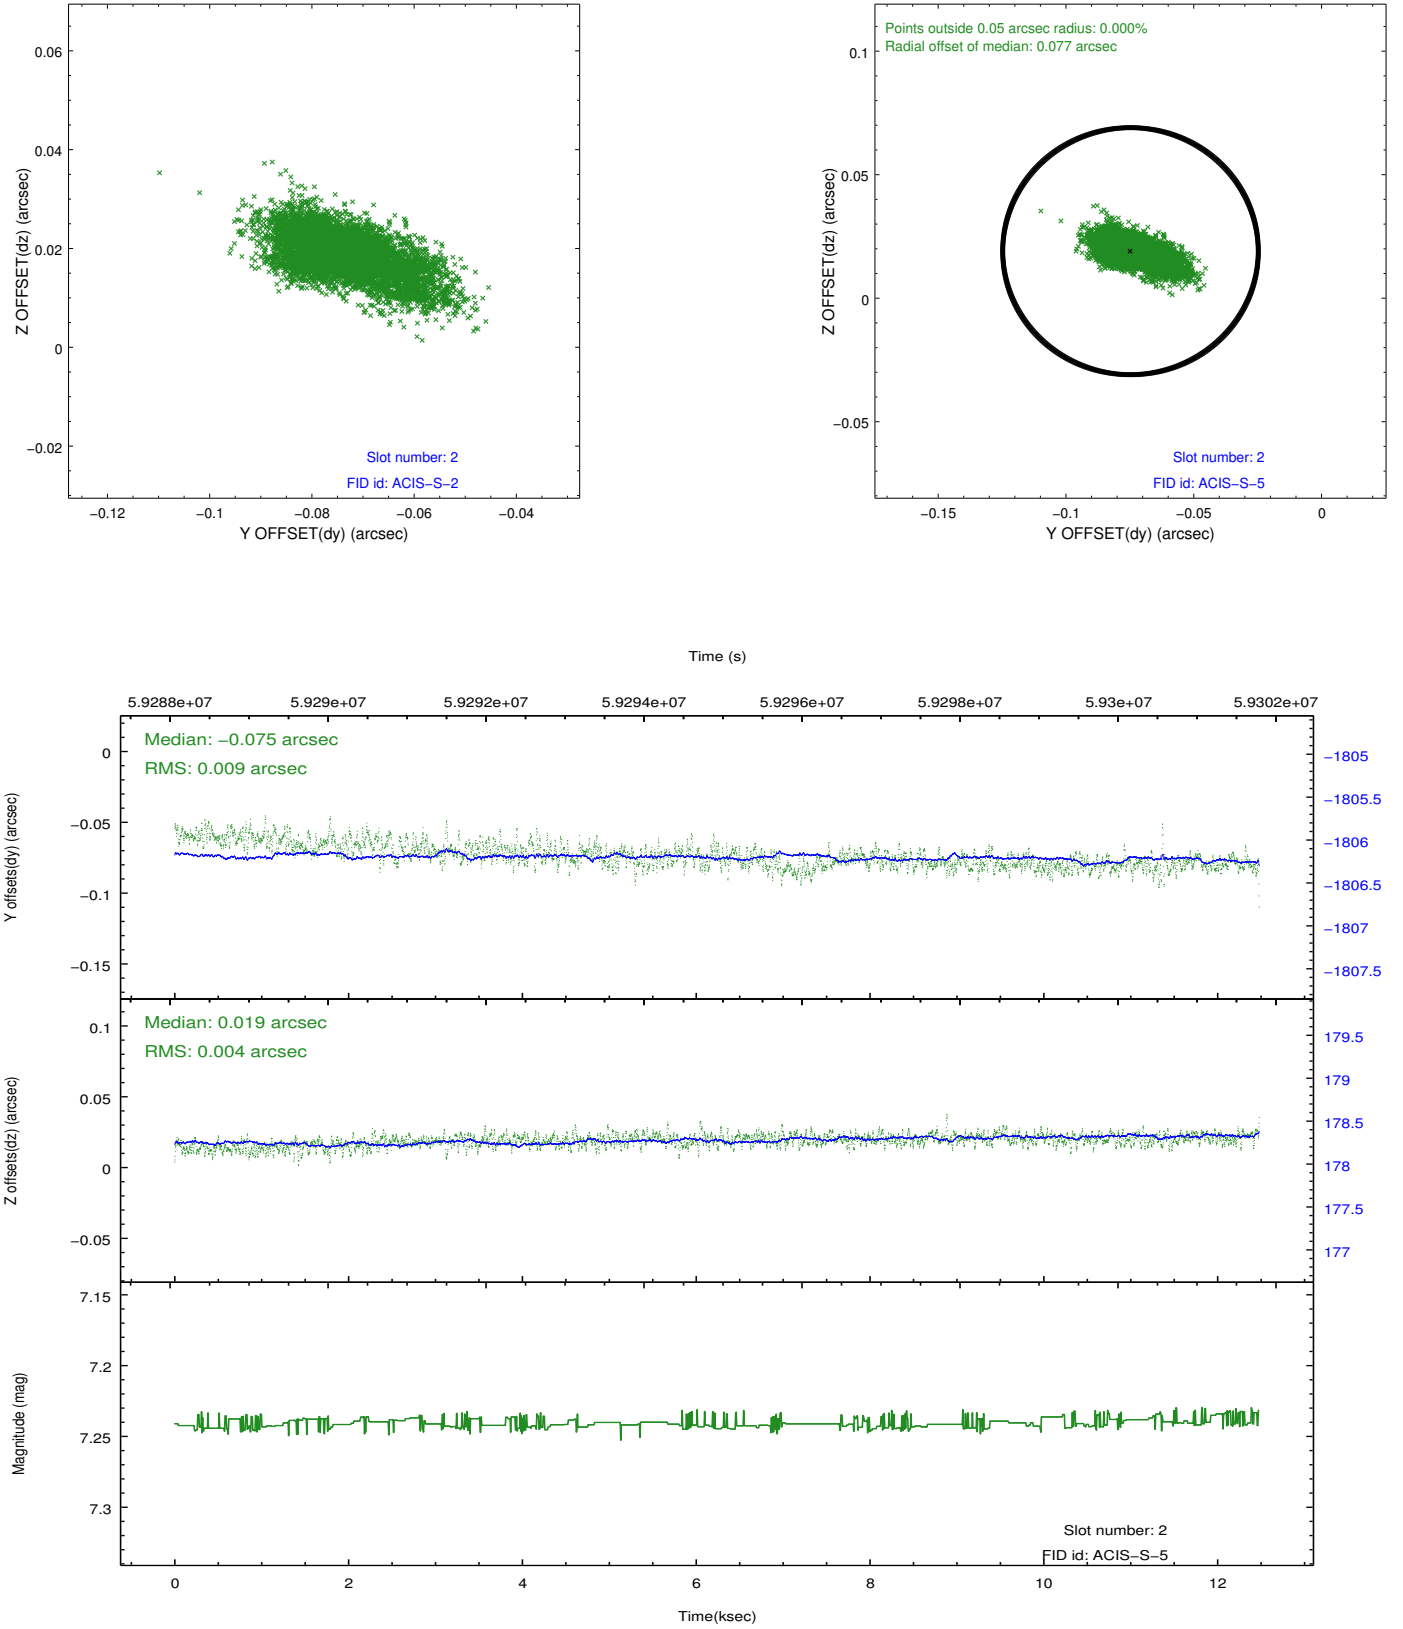 0.06
0.04
0.02
0
−0.02
Z OFFSET(dz) (arcsec)
Slot number: 2
FID id: ACIS−S−2
−0.12
−0.1
−0.08
−0.06
−0.04
Y OFFSET(dy) (arcsec)
Points outside 0.05 arcsec radius: 0.000%
Radial offset of median: 0.077 arcsec
0.1
0.05
0
−0.05
Z OFFSET(dz) (arcsec)
Slot number: 2
FID id: ACIS−S−5
−0.15
−0.1
−0.05
0
Y OFFSET(dy) (arcsec)
Time (s)
5.9288e+07
5.929e+07
5.9292e+07
5.9294e+07
5.9296e+07
5.9298e+07
5.93e+07
5.9302e+07
Median: −0.075 arcsec
RMS: 0.009 arcsec
0
−0.05
−0.1
−0.15
Y offsets(dy) (arcsec)
−1805
−1805.5
−1806
−1806.5
−1807
−1807.5
Median: 0.019 arcsec
RMS: 0.004 arcsec
0.1
0.05
0
−0.05
Z offsets(dz) (arcsec)
179.5
179
178.5
178
177.5
177
7.15
7.2
7.25
7.3
Magnitude (mag)
Slot number: 2
FID id: ACIS−S−5
0
2
4
6
8
10
12
Time(ksec)